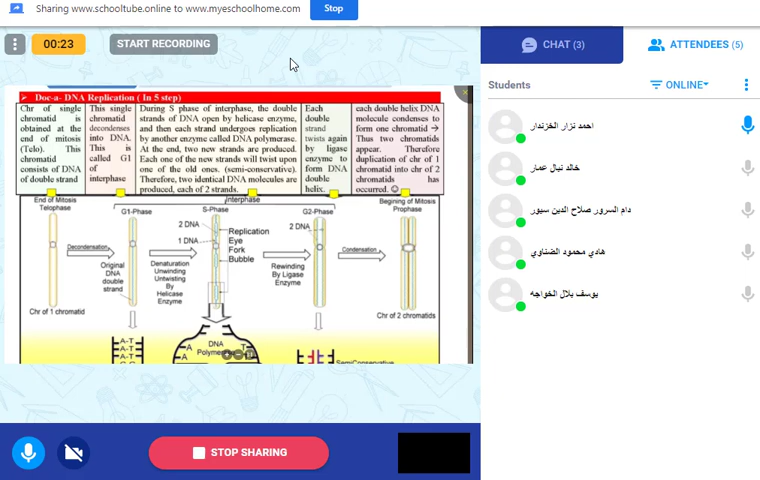 Sharing www.schooltube.online to www.myeschoolhome.com
Stop
00:23
START RECORDING
CHAT (3)
ATTENDEES (5)
Students
ONLINE
احمد نزار الخزندار
خالد نبال عمار
دام السرور صلاح الدين سبور
هادي محمود الضناوي
يوسف بلال الخواجه
➢ Doc-a- DNA Replication ( In 5 step)
Chr of single
chromatid is
obtained at the
end of mitosis
(Telo). This
chromatid
consists of DNA
of double strand
This single
chromatid
decondenses
into DNA.
This is
called G1
of
interphase
During S phase of interphase, the double
strands of DNA open by helicase enzyme,
and then each strand undergoes replication
by another enzyme called DNA polymerase.
At the end, two new strands are produced.
Each one of the new strands will twist upon
one of the old ones. (semi-conservative).
Therefore, two identical DNA molecules are
produced, each of 2 strands.
Each
double
strand
twists again
by ligase
enzyme to
form DNA
double
helix.
each double helix DNA
molecule condenses to
form one chromatid →
Thus two chromatids
appear. Therefore
duplication of chr of 1
chromatid into chr of 2
chromatids has
occurred. ☺
End of Mitosis
Telophase
Interphase
G1-Phase
S-Phase
G2-Phase
Begining of Mitosis
Prophase
2 DNA
1 DNA
Replication
Eye
Fork
Bubble
2 DNA
Decondensation
Original
DNA
double
strand
Denaturation
Unwinding
Untwisting
By
Helicase
Enzyme
Rewinding
By Ligase
Enzyme
Condensation
Chr of 1 chromatid
Chr of 2 chromatids
A-T
A-T
DNA
A
T
A
SemiConservative
STOP SHARING